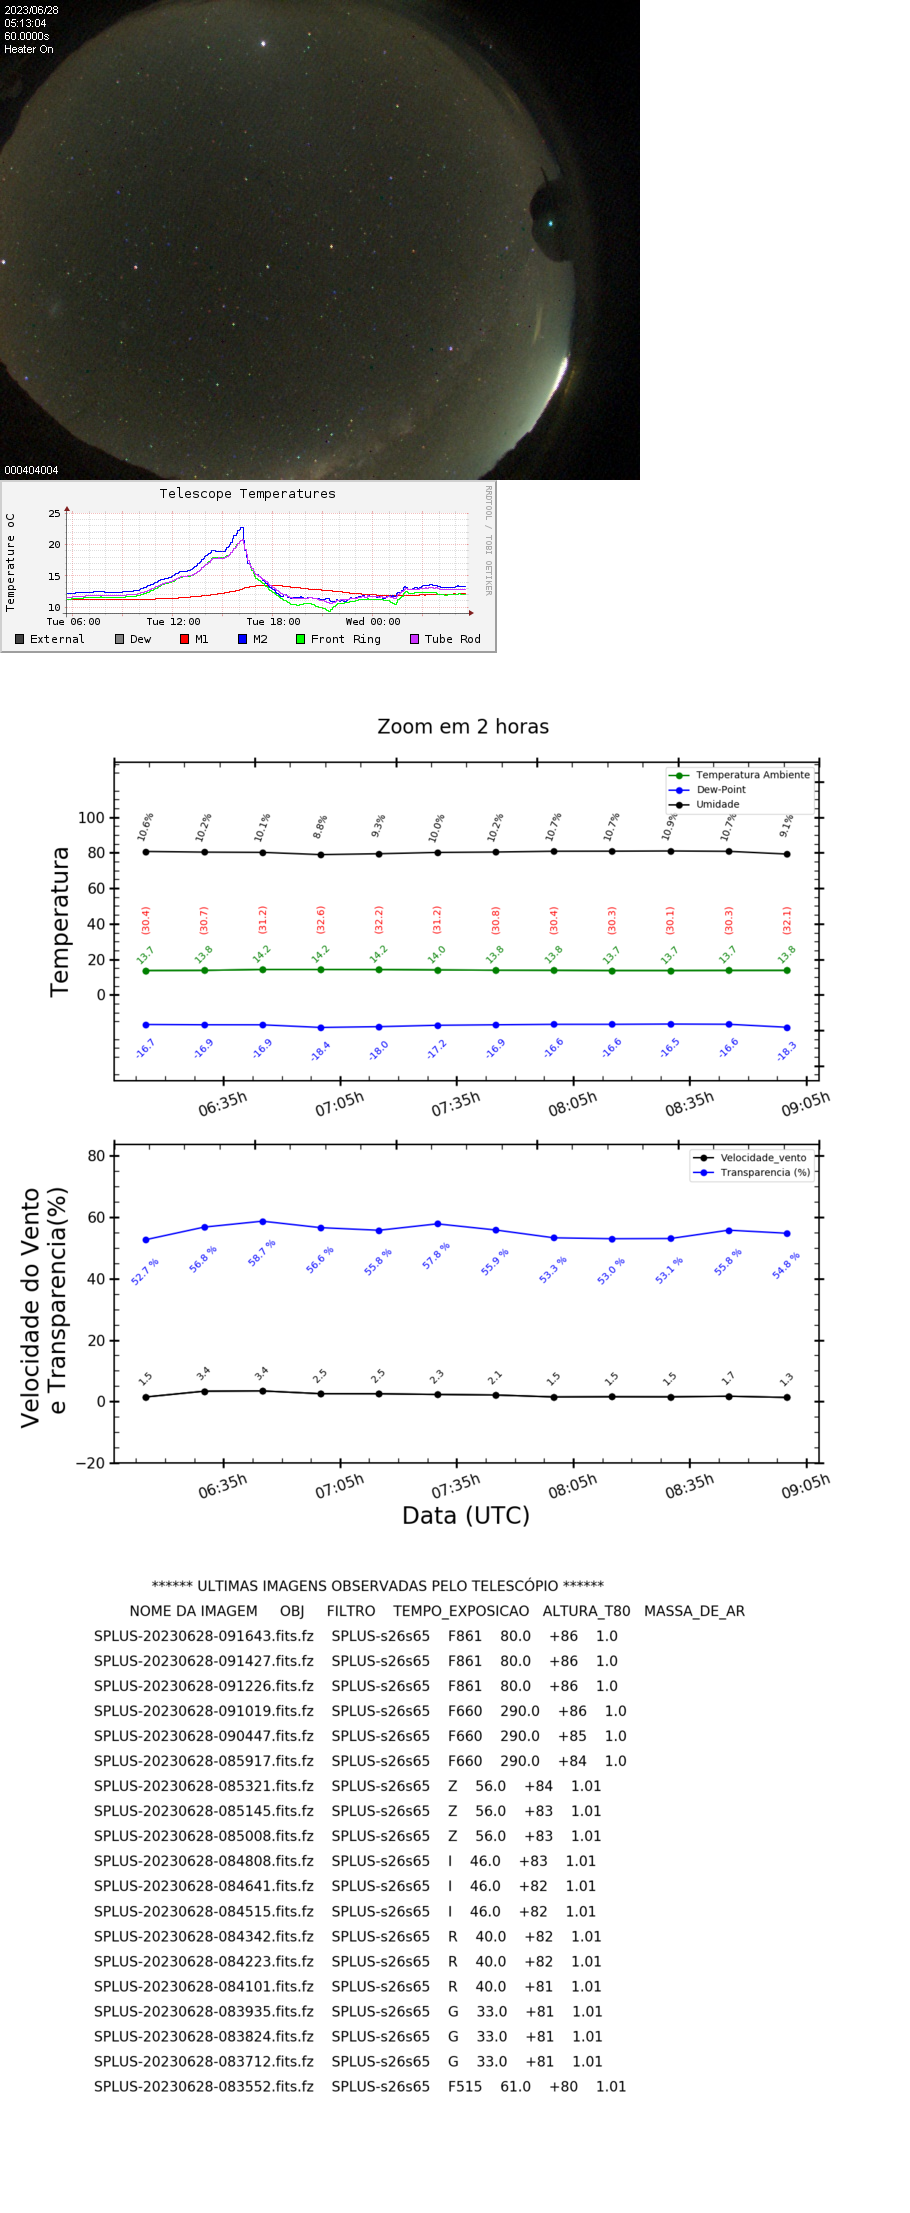 2023/06/28
05:13:04
60.0000s
Heater On
000404004
Telescope Temperatures
RRDTOOL / TOBI OETIKER
Temperature oC
25
20
15
10
Tue 06:00 Tue 12:00 Tue 18:00 Wed 00:00
External Dew M1 M2 Front Ring Tube Rod
Zoom em 2 horas
Temperatura Ambiente
Dew-Point
Umidade
Temperatura
100
80
60
40
20
0
10.6% 10.2% 10.1% 8.8% 9.3% 10.0% 10.2% 10.7% 10.7% 10.9% 10.7% 9.1%
(30.4) (30.7) (31.2) (32.6) (32.2) (31.2) (30.8) (30.4) (30.3) (30.1) (30.3) (32.1)
13.7 13.8 14.2 14.2 14.2 14.0 13.8 13.8 13.7 13.7 13.7 13.8
-16.7 -16.9 -16.9 -18.4 -18.0 -17.2 -16.9 -16.6 -16.6 -16.5 -16.6 -18.3
06:35h 07:05h 07:35h 08:05h 08:35h 09:05h
Velocidade_vento
Transparencia (%)
Velocidade do Vento
e Transparencia(%)
80
60
40
20
0
−20
52.7 % 56.8 % 58.7 % 56.6 % 55.8 % 57.8 % 55.9 % 53.3 % 53.0 % 53.1 % 55.8 % 54.8 %
1.5 3.4 3.4 2.5 2.5 2.3 2.1 1.5 1.5 1.5 1.7 1.3
06:35h 07:05h 07:35h 08:05h 08:35h 09:05h
Data (UTC)
****** ULTIMAS IMAGENS OBSERVADAS PELO TELESCÓPIO ******
NOME DA IMAGEM OBJ FILTRO TEMPO_EXPOSICAO ALTURA_T80 MASSA_DE_AR
SPLUS-20230628-091643.fits.fz SPLUS-s26s65 F861 80.0 +86 1.0
SPLUS-20230628-091427.fits.fz SPLUS-s26s65 F861 80.0 +86 1.0
SPLUS-20230628-091226.fits.fz SPLUS-s26s65 F861 80.0 +86 1.0
SPLUS-20230628-091019.fits.fz SPLUS-s26s65 F660 290.0 +86 1.0
SPLUS-20230628-090447.fits.fz SPLUS-s26s65 F660 290.0 +85 1.0
SPLUS-20230628-085917.fits.fz SPLUS-s26s65 F660 290.0 +84 1.0
SPLUS-20230628-085321.fits.fz SPLUS-s26s65 Z 56.0 +84 1.01
SPLUS-20230628-085145.fits.fz SPLUS-s26s65 Z 56.0 +83 1.01
SPLUS-20230628-085008.fits.fz SPLUS-s26s65 Z 56.0 +83 1.01
SPLUS-20230628-084808.fits.fz SPLUS-s26s65 I 46.0 +83 1.01
SPLUS-20230628-084641.fits.fz SPLUS-s26s65 I 46.0 +82 1.01
SPLUS-20230628-084515.fits.fz SPLUS-s26s65 I 46.0 +82 1.01
SPLUS-20230628-084342.fits.fz SPLUS-s26s65 R 40.0 +82 1.01
SPLUS-20230628-084223.fits.fz SPLUS-s26s65 R 40.0 +82 1.01
SPLUS-20230628-084101.fits.fz SPLUS-s26s65 R 40.0 +81 1.01
SPLUS-20230628-083935.fits.fz SPLUS-s26s65 G 33.0 +81 1.01
SPLUS-20230628-083824.fits.fz SPLUS-s26s65 G 33.0 +81 1.01
SPLUS-20230628-083712.fits.fz SPLUS-s26s65 G 33.0 +81 1.01
SPLUS-20230628-083552.fits.fz SPLUS-s26s65 F515 61.0 +80 1.01